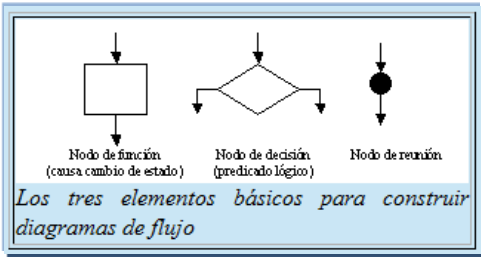 Nodo de función
(causa cambio de estado)
Nodo de decisión
(predicado lógico)
Nodo de reunión
Los tres elementos básicos para construir
diagramas de flujo